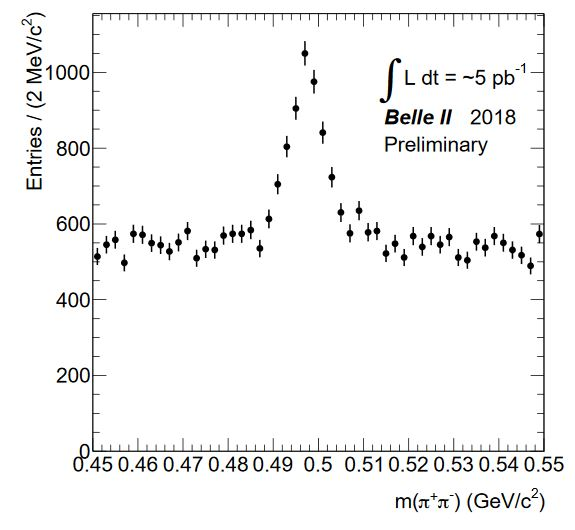 Entries / (2 MeV/c²)
1000
800
600
400
200
0
∫ L dt = ~5 pb⁻¹
Belle II 2018
Preliminary
0.45 0.46 0.47 0.48 0.49 0.5 0.51 0.52 0.53 0.54 0.55
m(π⁺π⁻) (GeV/c²)